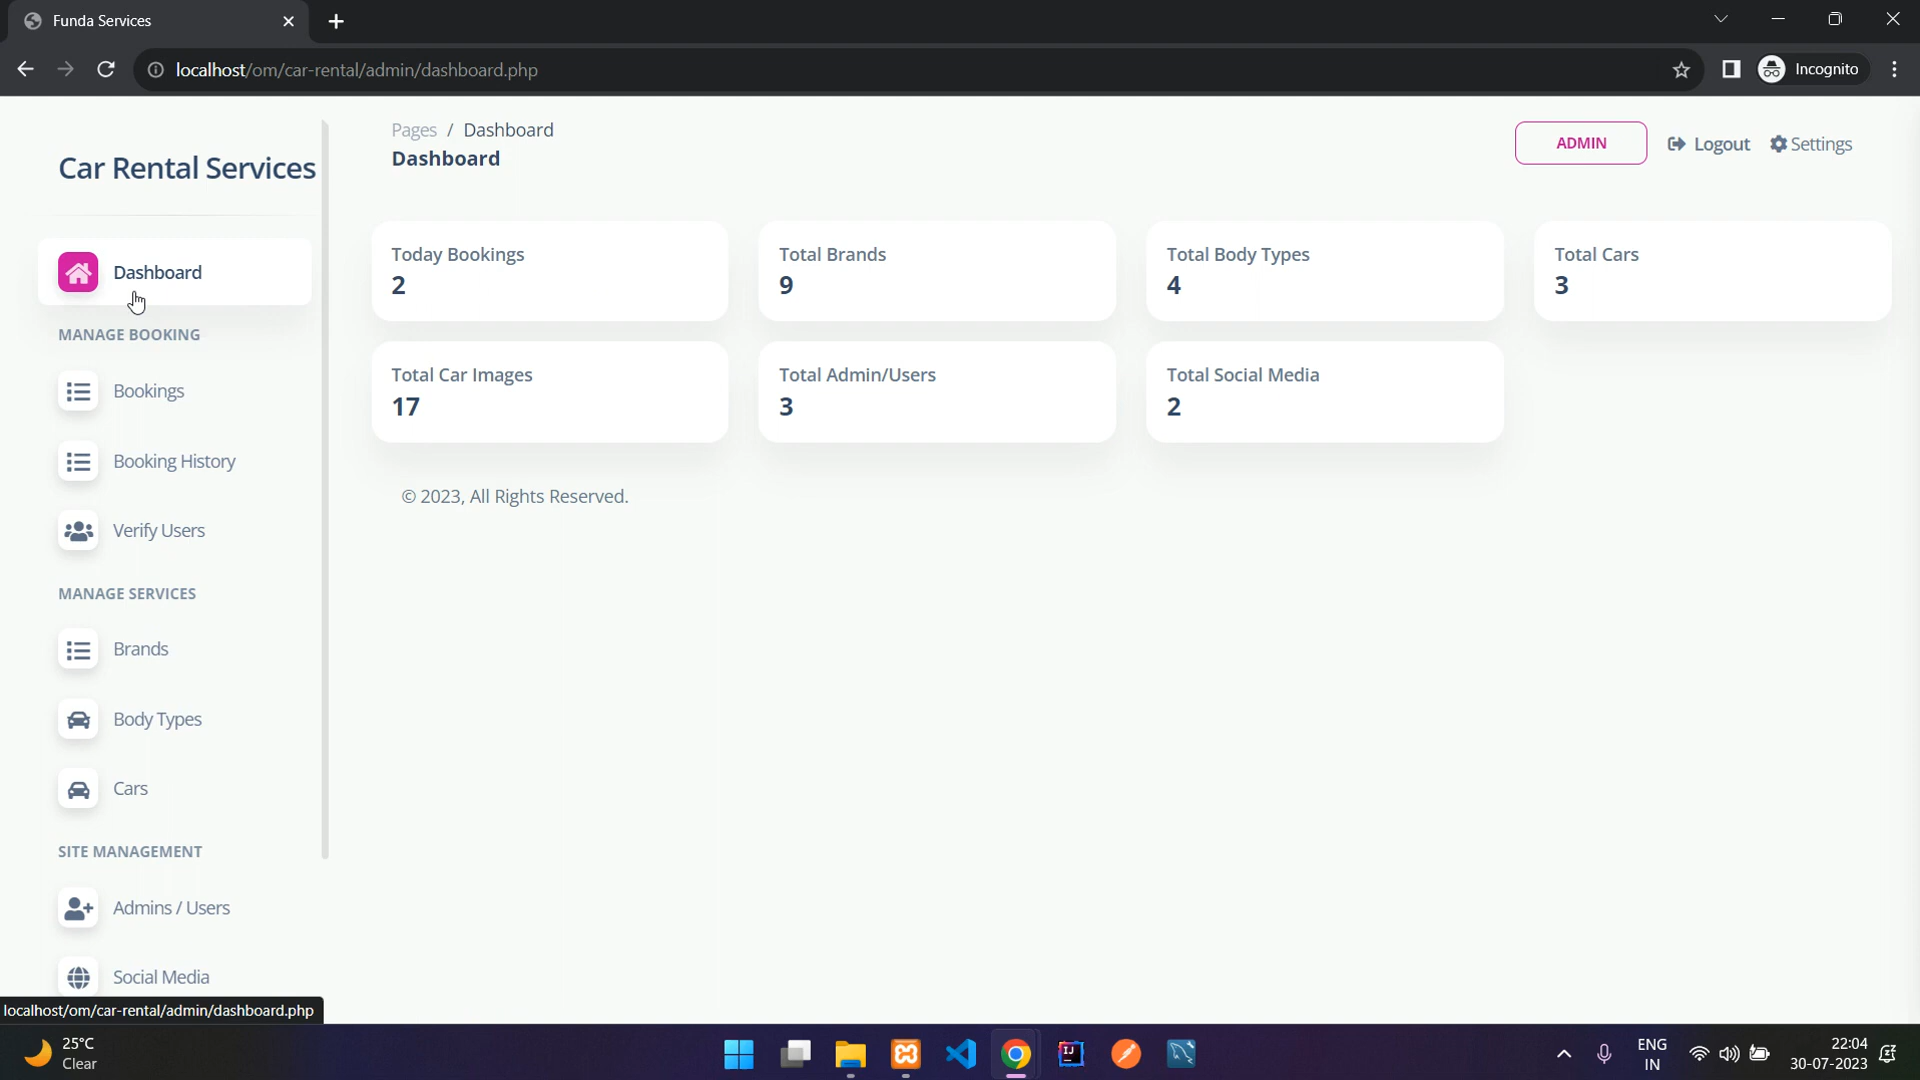 Funda Services
localhost/om/car-rental/admin/dashboard.php
Incognito
Car Rental Services
Pages / Dashboard
Dashboard
ADMIN
Logout
Settings
Dashboard
MANAGE BOOKING
Bookings
Booking History
Verify Users
MANAGE SERVICES
Brands
Body Types
Cars
SITE MANAGEMENT
Admins / Users
Social Media
Today Bookings
2
Total Brands
9
Total Body Types
4
Total Cars
3
Total Car Images
17
Total Admin/Users
3
Total Social Media
2
© 2023, All Rights Reserved.
localhost/om/car-rental/admin/dashboard.php
25°C
Clear
IJ
ENG
IN
22:04
30-07-2023